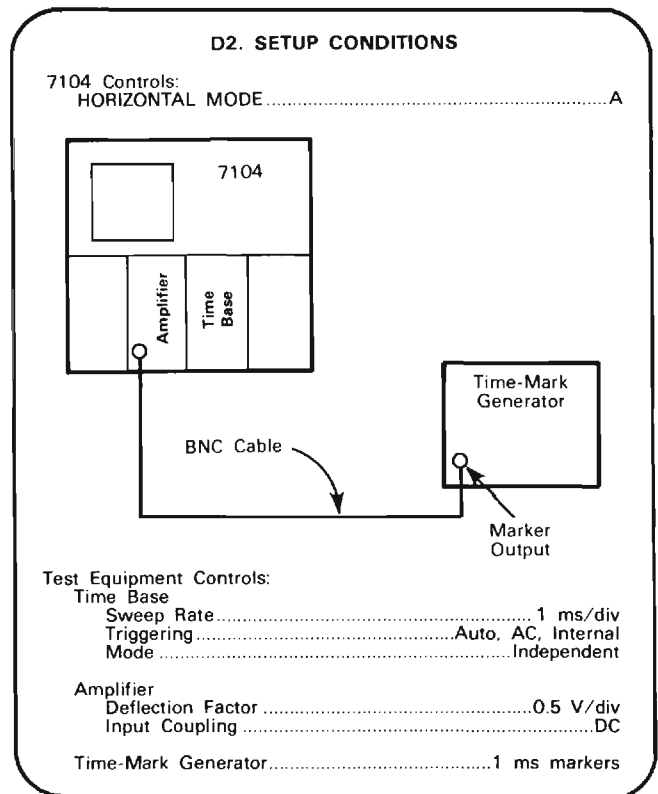 D2. SETUP CONDITIONS
7104 Controls:
HORIZONTAL MODE.......................................................A
7104
Amplifier
Time
Base
Time-Mark
Generator
BNC Cable
Marker
Output
Test Equipment Controls:
Time Base
Sweep Rate..................................................1 ms/div
Triggering.........................................Auto, AC, Internal
Mode .....................................................Independent
Amplifier
Deflection Factor ..........................................0.5 V/div
Input Coupling ......................................................DC
Time-Mark Generator...................................1 ms markers